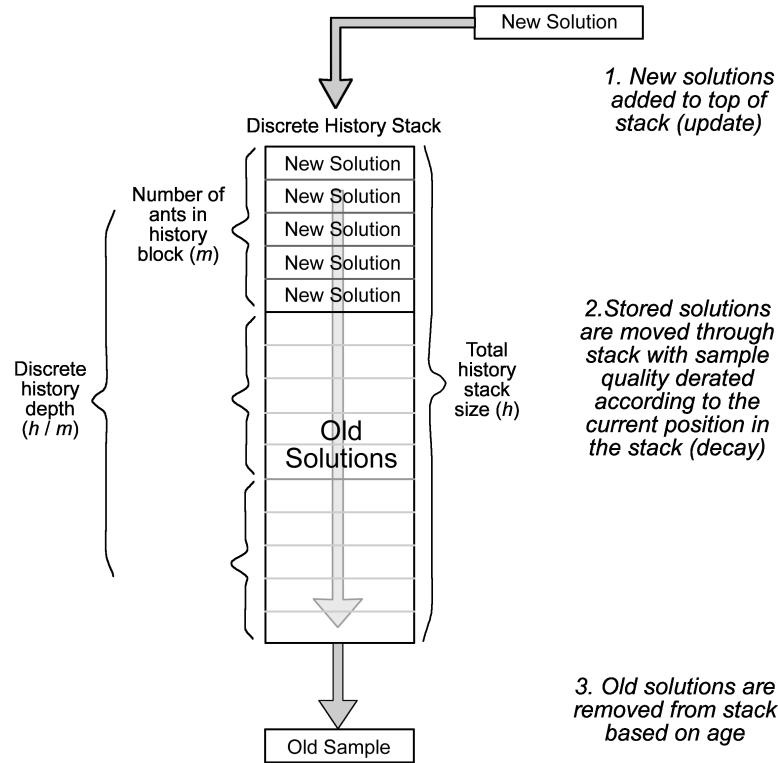 New Solution
1. New solutions
added to top of
stack (update)
Discrete History Stack
New Solution
New Solution
New Solution
New Solution
New Solution
Number of
ants in
history
block (m)
Discrete
history
depth
(h / m)
Total
history
stack
size (h)
2.Stored solutions
are moved through
stack with sample
quality derated
according to the
current position in
the stack (decay)
Old
Solutions
3. Old solutions are
removed from stack
based on age
Old Sample